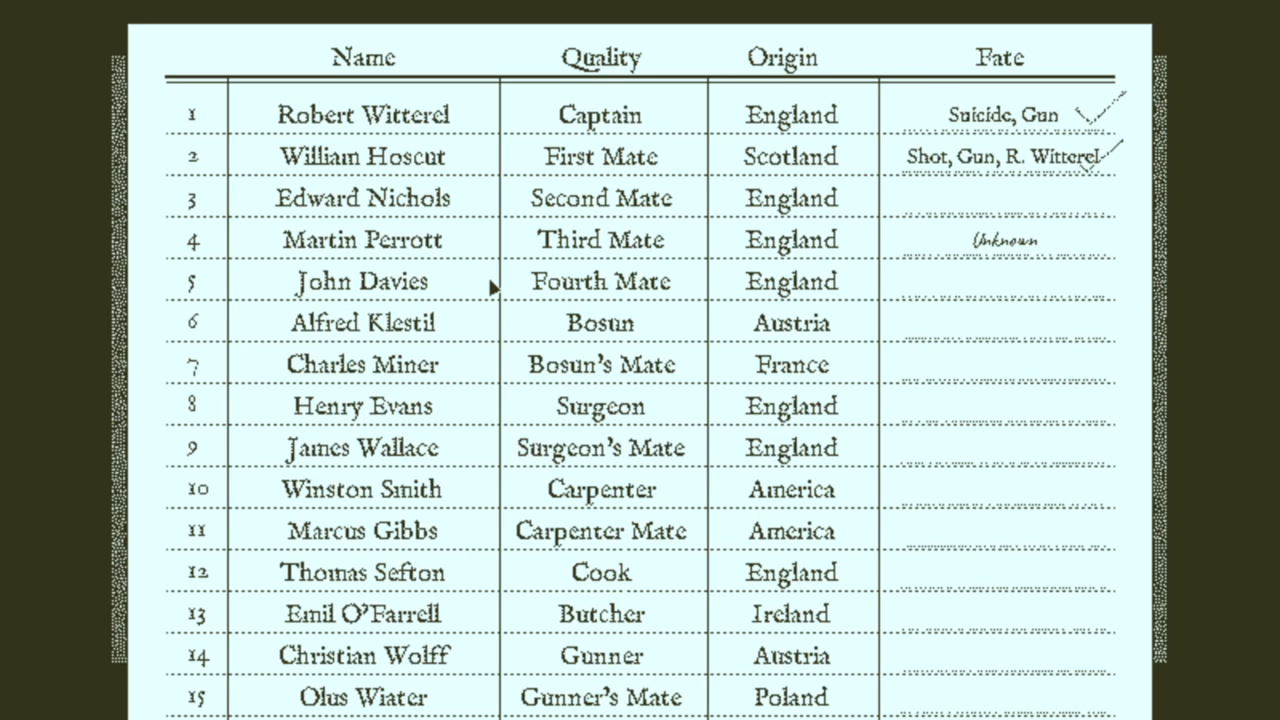 Name Quality Origin Fate
1 Robert Witterel Captain England Suicide, Gun
2 William Hoscut First Mate Scotland Shot, Gun, R. Witterel
3 Edward Nichols Second Mate England
4 Martin Perrott Third Mate England Unknown
5 John Davies Fourth Mate England
6 Alfred Klestil Bosun Austria
7 Charles Miner Bosun's Mate France
8 Henry Evans Surgeon England
9 James Wallace Surgeon's Mate England
10 Winston Smith Carpenter America
11 Marcus Gibbs Carpenter Mate America
12 Thomas Sefton Cook England
13 Emil O'Farrell Butcher Ireland
14 Christian Wolff Gunner Austria
15 Olus Wiater Gunner's Mate Poland